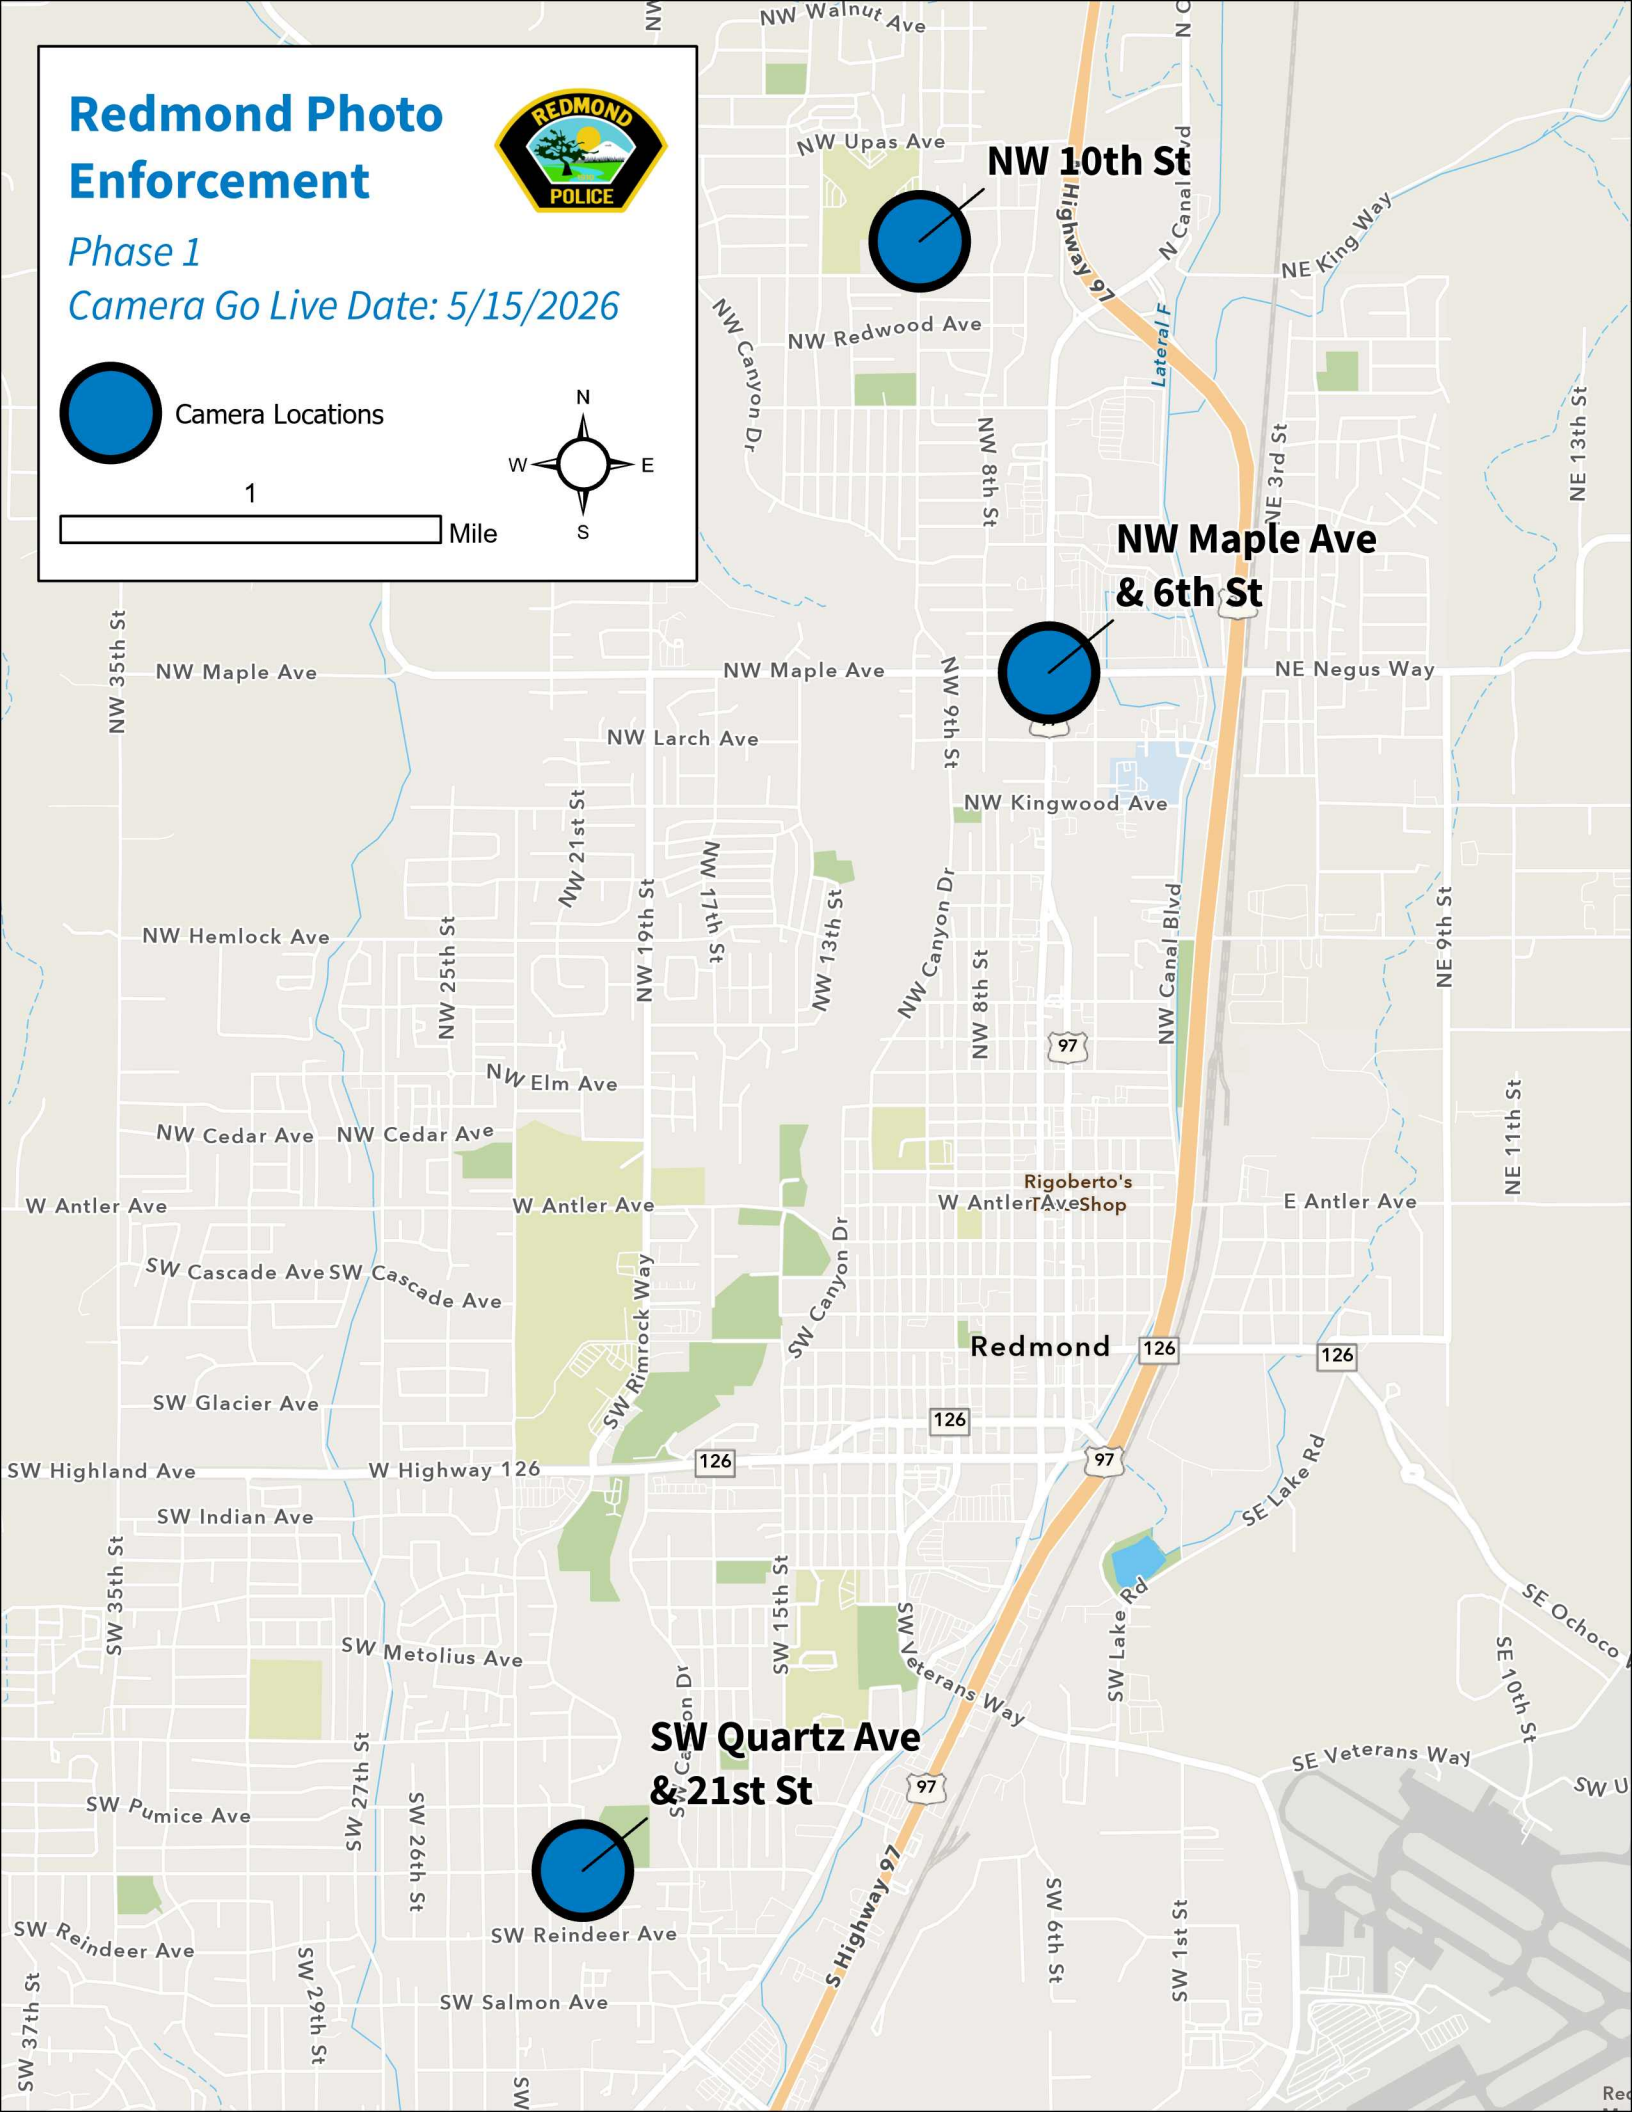 Redmond Photo
Enforcement
REDMOND
POLICE
Phase 1
Camera Go Live Date: 5/15/2026
Camera Locations
N
W
E
S
1
Mile
NW
NW Walnut Ave
NW Upas Ave
NW 10th St
N Highway 97
N Canal Blvd
NE King Way
NW Redwood Ave
NW Canyon Dr
Lateral F
NW 8th St
NE 3rd St
NE 13th St
NW Maple Ave
& 6th St
NW 35th St
NW Maple Ave
NW Maple Ave
NE Negus Way
NW 9th St
NW Larch Ave
NW Kingwood Ave
NW 21st St
NW 17th St
NW 19th St
NW 13th St
NW Canyon Dr
NW Canal Blvd
NE 9th St
NW Hemlock Ave
NW 25th St
NW 8th St
97
NW Elm Ave
NW Cedar Ave
NW Cedar Ave
NE 11th St
Rigoberto's
Shop
W Antler Ave
W Antler Ave
W Antler Ave
E Antler Ave
SW Cascade Ave
SW Cascade Ave
SW Rimrock Way
SW Canyon Dr
Redmond
126
126
SW Glacier Ave
126
126
97
SW Highland Ave
W Highway 126
SE Lake Rd
SW Indian Ave
SW 35th St
SW 15th St
SW Lake Rd
SE Ochoco
SW Metolius Ave
SW Veterans Way
SE 10th St
SW Quartz Ave
& 21st St
SW Canyon Dr
SE Veterans Way
SW U
97
SW 27th St
SW Pumice Ave
SW 26th St
S Highway 97
SW 6th St
SW 1st St
SW Reindeer Ave
SW Reindeer Ave
SW 29th St
SW Salmon Ave
SW 37th St
SW
Red